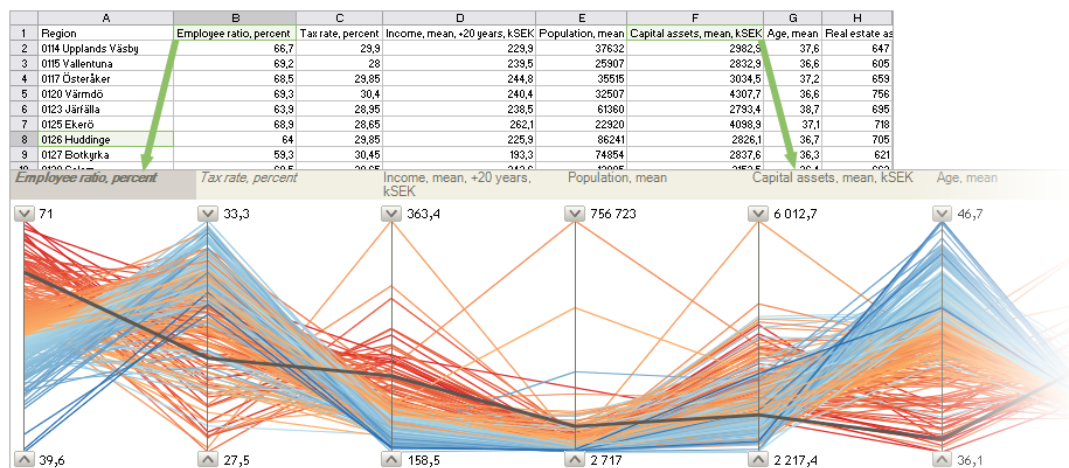 A B C D E F G H
1 Region Employee ratio, percent Tax rate, percent Income, mean, +20 years, kSEK Population, mean Capital assets, mean, kSEK Age, mean Real estate as
2 0114 Upplands Väsby 66,7 29,9 229,9 37632 2982,9 37,6 647
3 0115 Vallentuna 69,2 28 239,5 25907 2832,9 36,6 605
4 0117 Österåker 68,5 29,85 244,8 35515 3034,5 37,2 659
5 0120 Värmdö 69,3 30,4 240,4 32507 4307,7 36,6 756
6 0123 Järfälla 63,9 28,95 238,5 61360 2793,4 38,7 695
7 0125 Ekerö 68,9 28,65 262,1 22920 4098,9 37,1 718
8 0126 Huddinge 64 29,85 225,9 86241 2826,1 36,7 705
9 0127 Botkyrka 59,3 30,45 193,3 74854 2837,6 36,3 621
Employee ratio, percent Tax rate, percent Income, mean, +20 years, Population, mean Capital assets, mean, kSEK Age, mean
kSEK
71 33,3 363,4 756 723 6 012,7 46,7
39,6 27,5 158,5 2 717 2 217,4 36,1